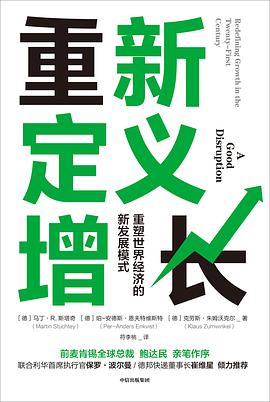 重新
定义
增长
Redefining Growth in the
Twenty-First
Century
A
Good
Disruption
重塑世界经济的
新发展模式
[德] 马丁·R. 斯塔奇 [德] 珀-安德斯·恩夫特维斯特 [德] 克劳斯·朱姆沃克尔 _ 著
(Martin Stuchtey) (Per-Anders Enkvist) (Klaus Zumwinkel)
符李桃 _ 译
前麦肯锡全球总裁 鲍达民 亲笔作序
联合利华首席执行官保罗·波尔曼 / 德邦快递董事长崔维星 倾力推荐
中信出版集团